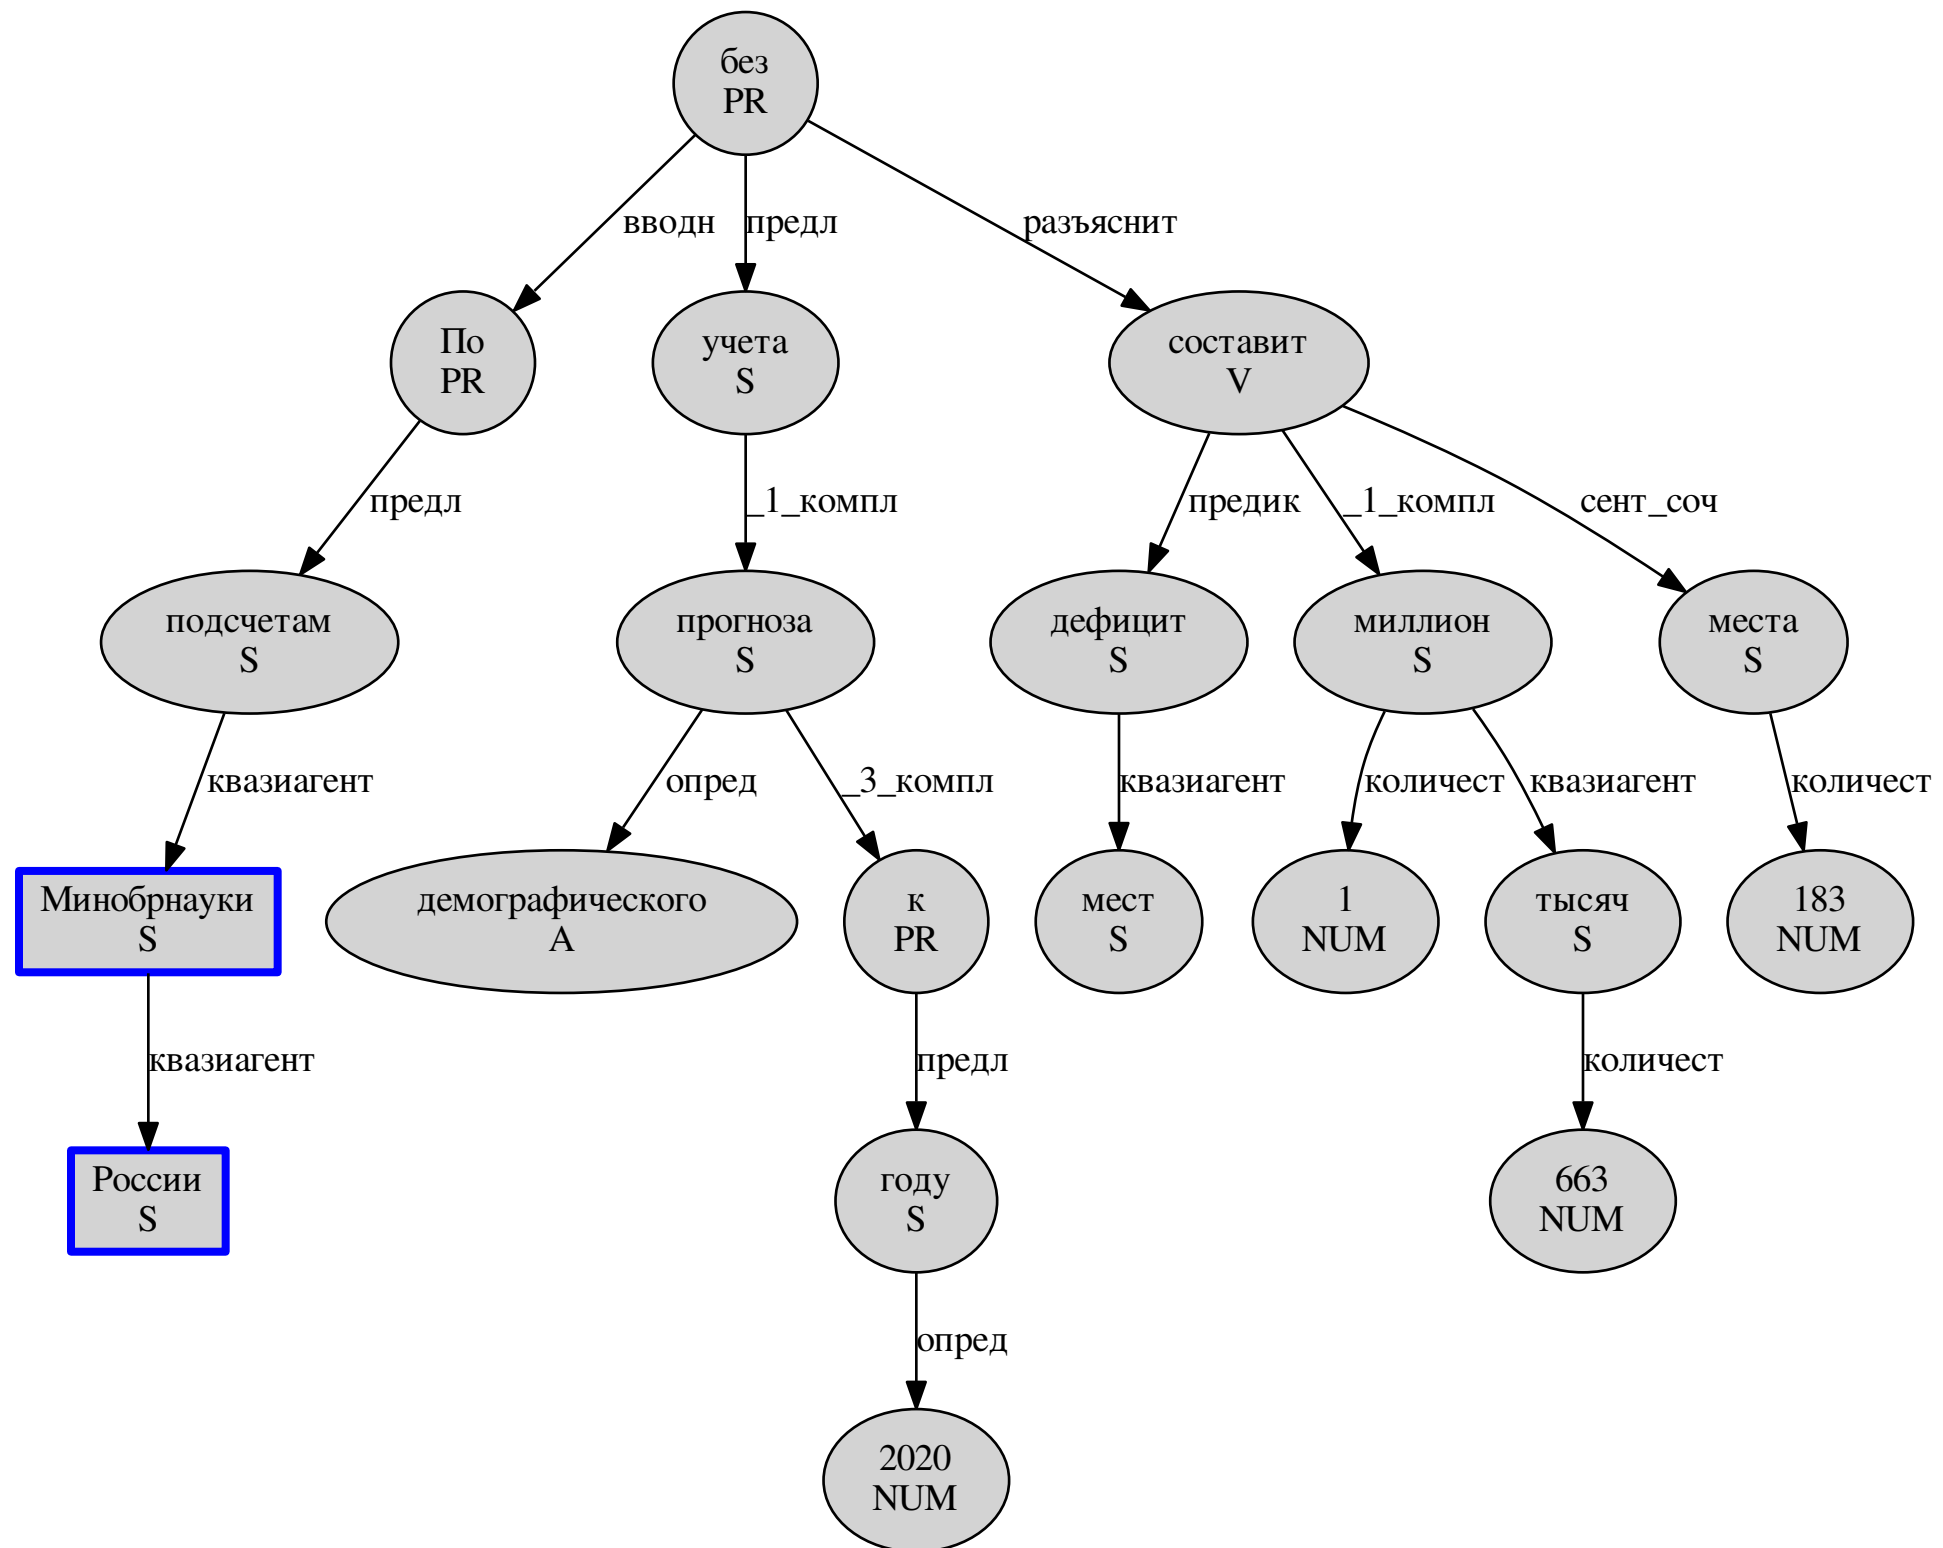 без
PR
вводн
предл
разъяснит
По
PR
учета
S
составит
V
предл
_1_компл
предик
_1_компл
сент_соч
подсчетам
S
прогноза
S
дефицит
S
миллион
S
места
S
квазиагент
опред
_3_компл
квазиагент
количест
квазиагент
количест
Минобрнауки
S
демографического
A
к
PR
мест
S
1
NUM
тысяч
S
183
NUM
квазиагент
предл
количест
России
S
году
S
663
NUM
опред
2020
NUM